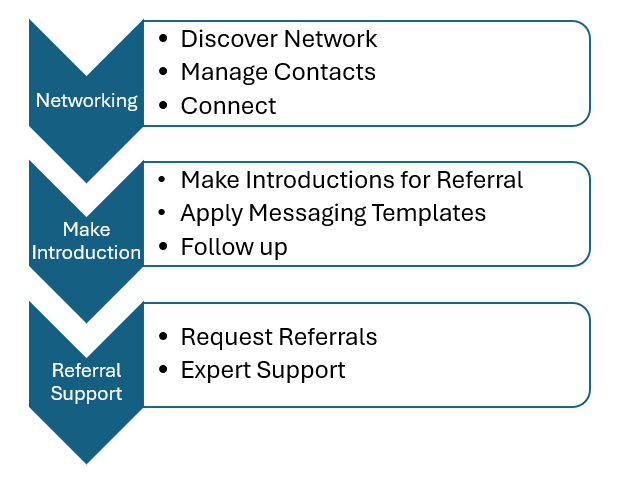 Networking
• Discover Network
• Manage Contacts
• Connect
Make
Introduction
• Make Introductions for Referral
• Apply Messaging Templates
• Follow up
Referral
Support
• Request Referrals
• Expert Support